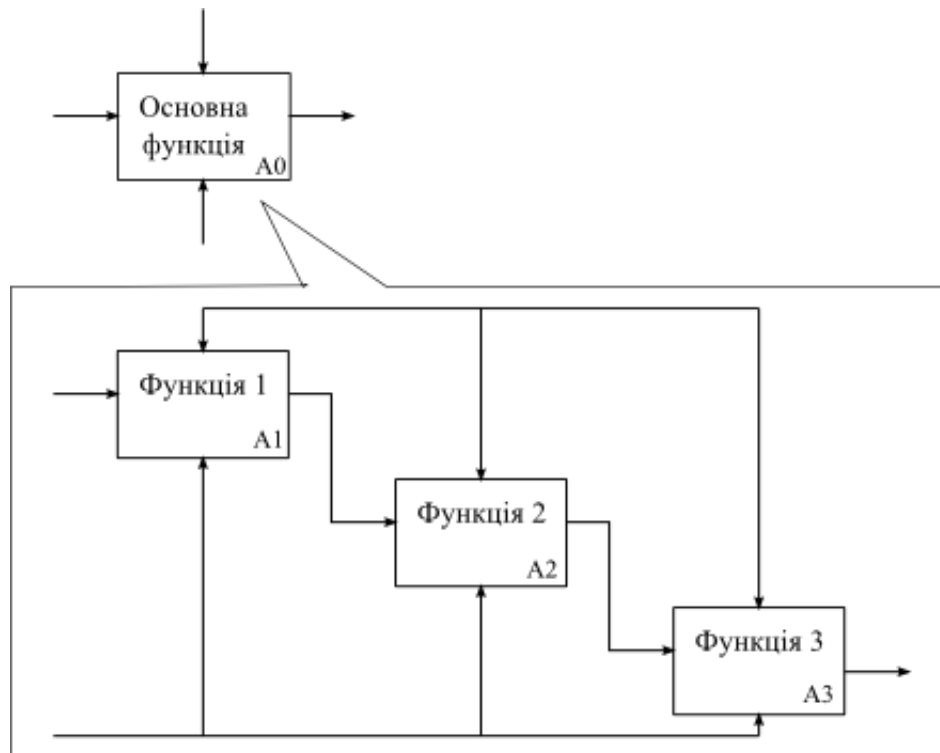 Основна
функція
A0
Функція 1
A1
Функція 2
A2
Функція 3
A3